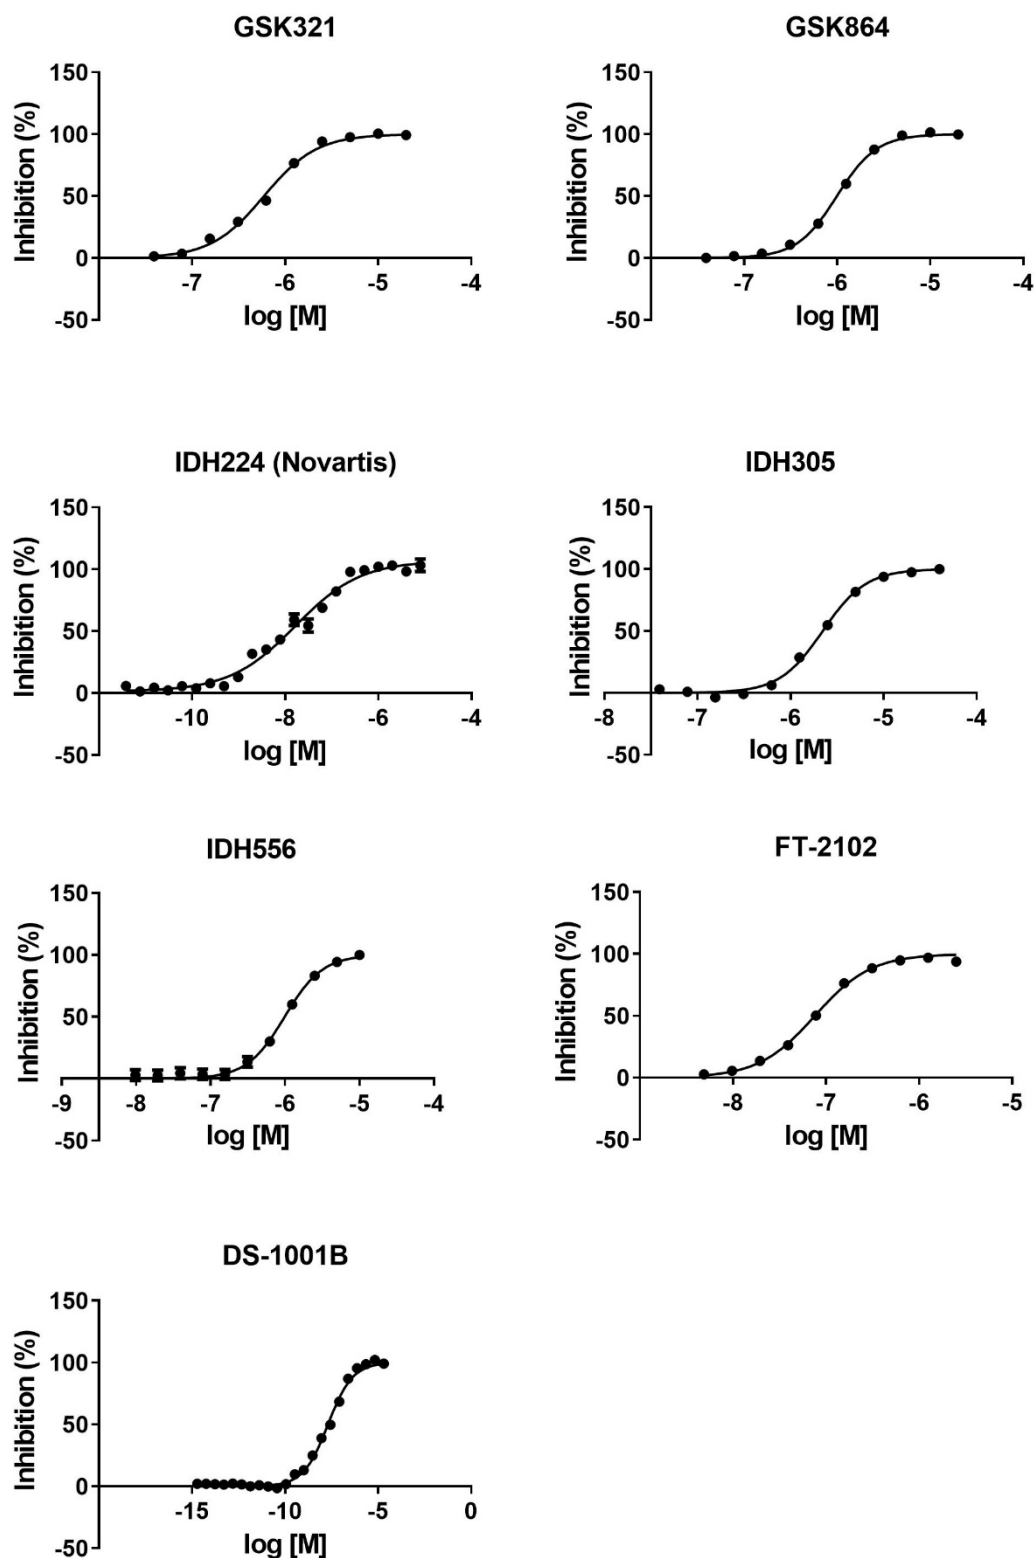 GSK321
150
100
50
0
-50
Inhibition (%)
-7 -6 -5 -4
log [M]
GSK864
150
100
50
0
-50
Inhibition (%)
-7 -6 -5 -4
log [M]
IDH224 (Novartis)
150
100
50
0
-50
Inhibition (%)
-10 -8 -6 -4
log [M]
IDH305
150
100
50
0
-50
Inhibition (%)
-8 -7 -6 -5 -4
log [M]
IDH556
150
100
50
-50
Inhibition (%)
-9 -8 -7 -6 -5 -4
log [M]
FT-2102
150
100
50
0
-50
Inhibition (%)
-8 -7 -6 -5
log [M]
DS-1001B
150
100
50
0
-50
Inhibition (%)
-15 -10 -5 0
log [M]